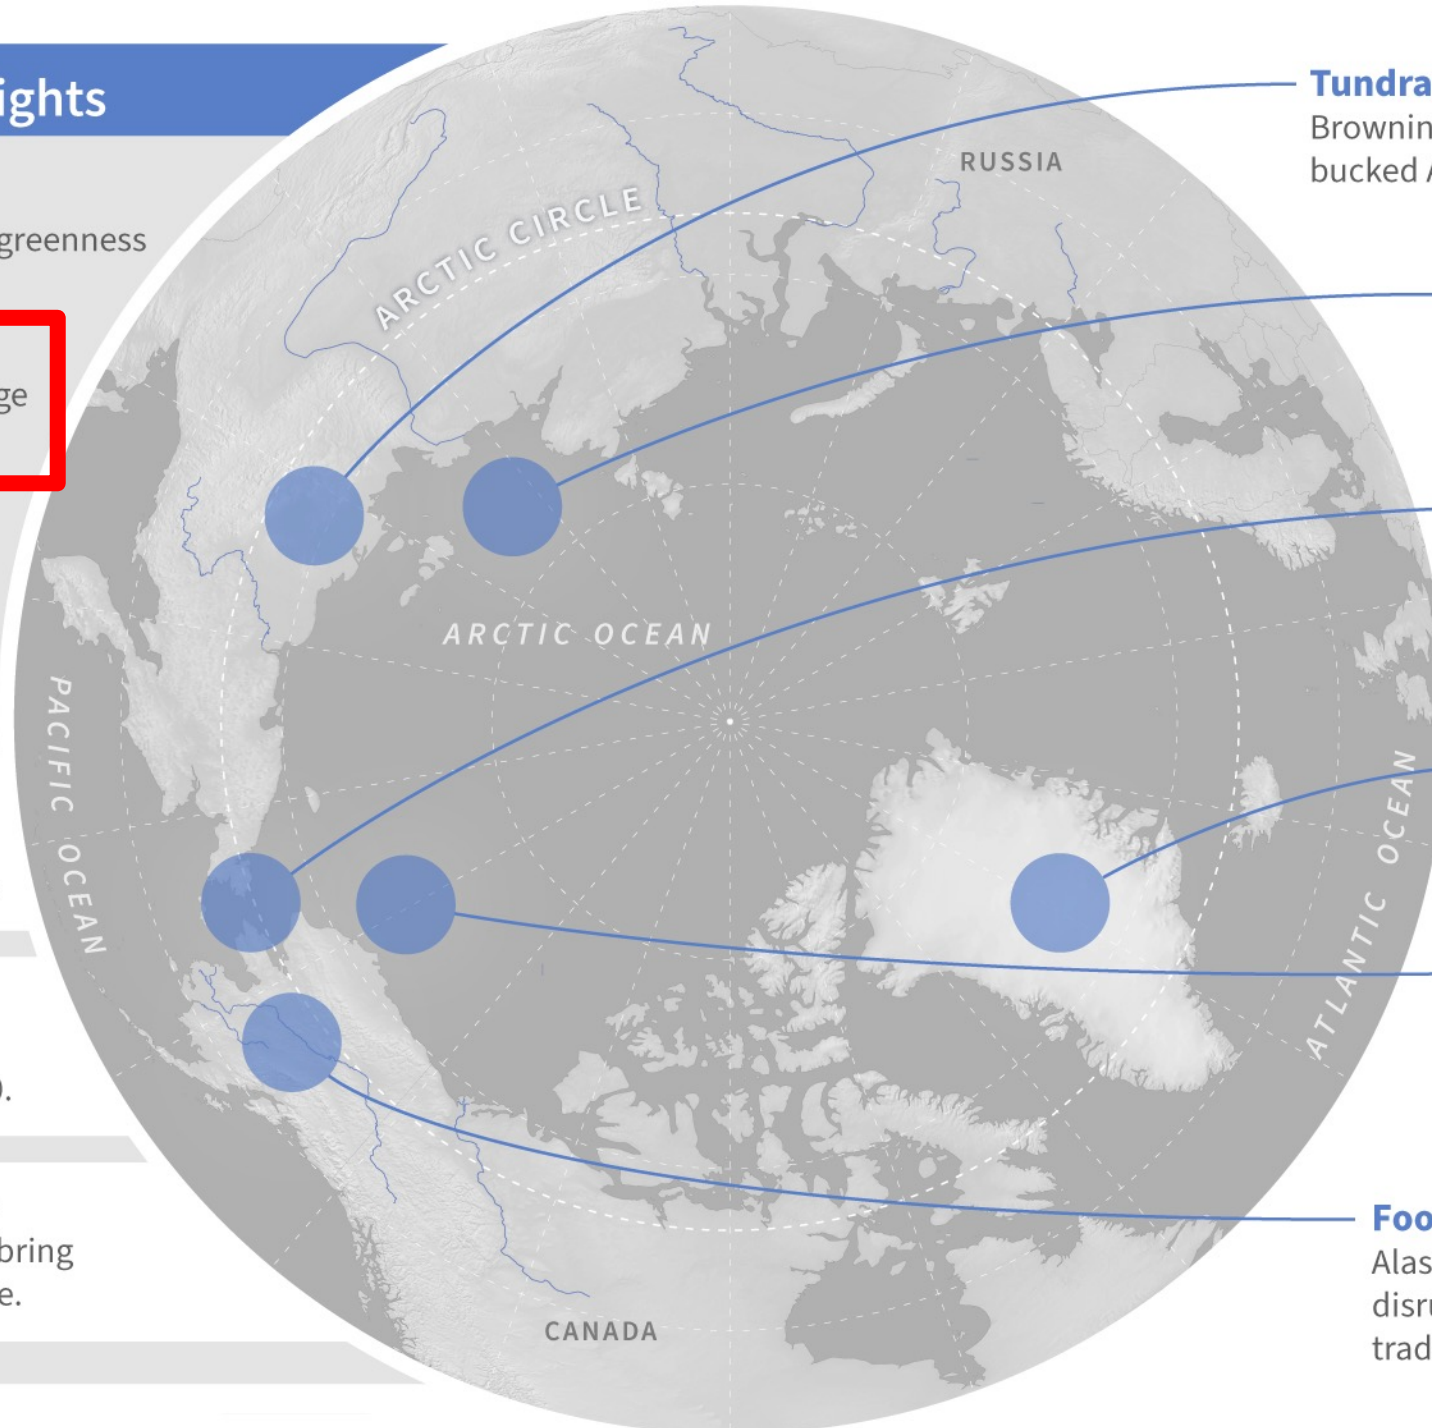 ights
greenness
ge
).
bring
e.
ARCTIC CIRCLE
RUSSIA
ARCTIC OCEAN
PACIFIC OCEAN
ATLANTIC OCEAN
CANADA
Tundra
Brownin
bucked A
Foo
Alas
disru
trad